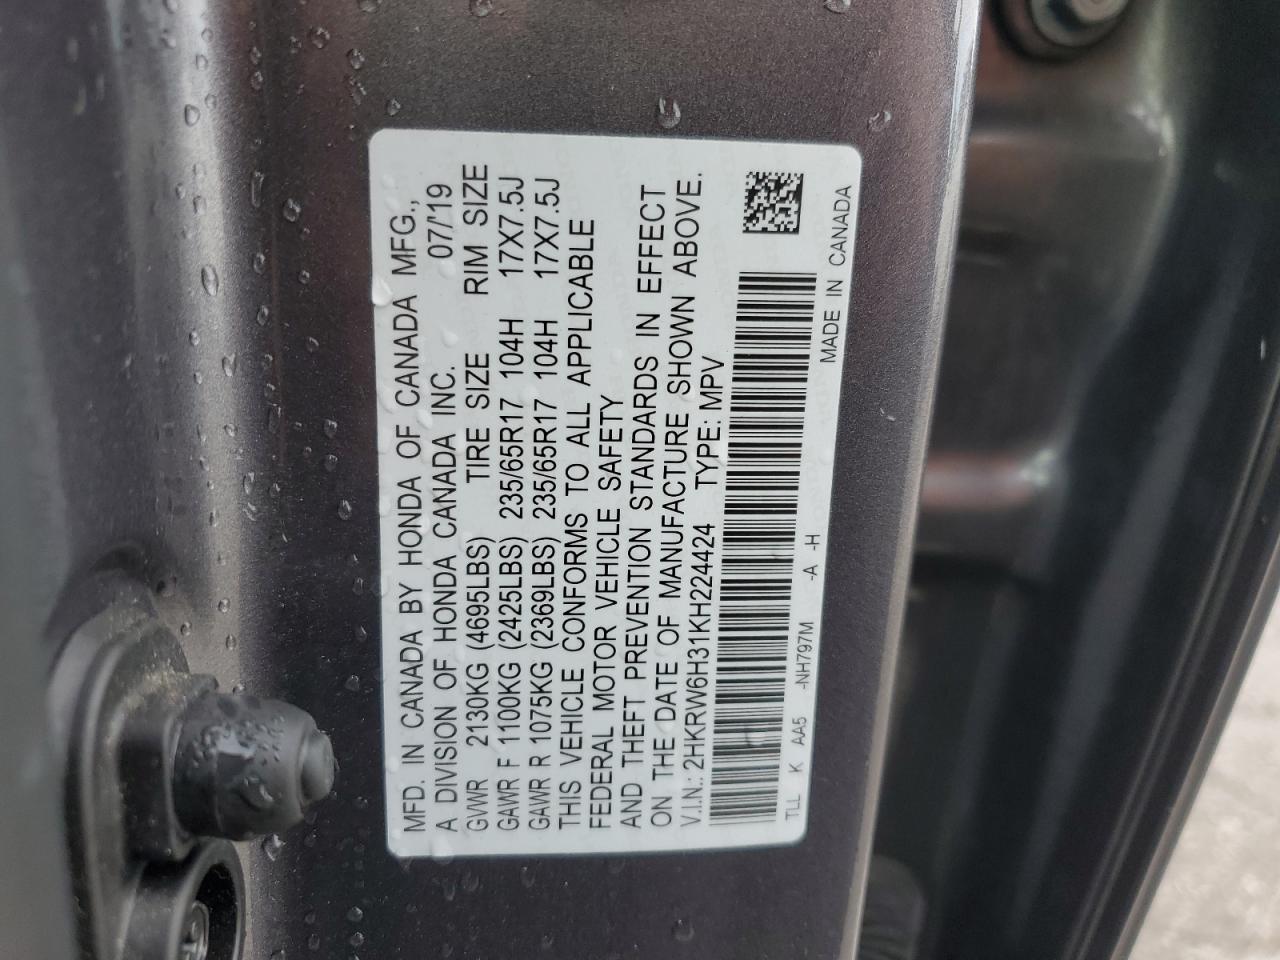 MFD. IN CANADA BY HONDA OF CANADA MFG.,
A DIVISION OF HONDA CANADA INC. 07/'19
GVWR 2130KG (4695LBS) TIRE SIZE RIM SIZE
GAWR F 1100KG (2425LBS) 235/65R17 104H 17X7.5J
GAWR R 1075KG (2369LBS) 235/65R17 104H 17X7.5J
THIS VEHICLE CONFORMS TO ALL APPLICABLE
FEDERAL MOTOR VEHICLE SAFETY
AND THEFT PREVENTION STANDARDS IN EFFECT
ON THE DATE OF MANUFACTURE SHOWN ABOVE.
V.I.N.: 2HKRW6H31KH224424 TYPE: MPV
TLL K AA5 -NH797M -A -H MADE IN CANADA